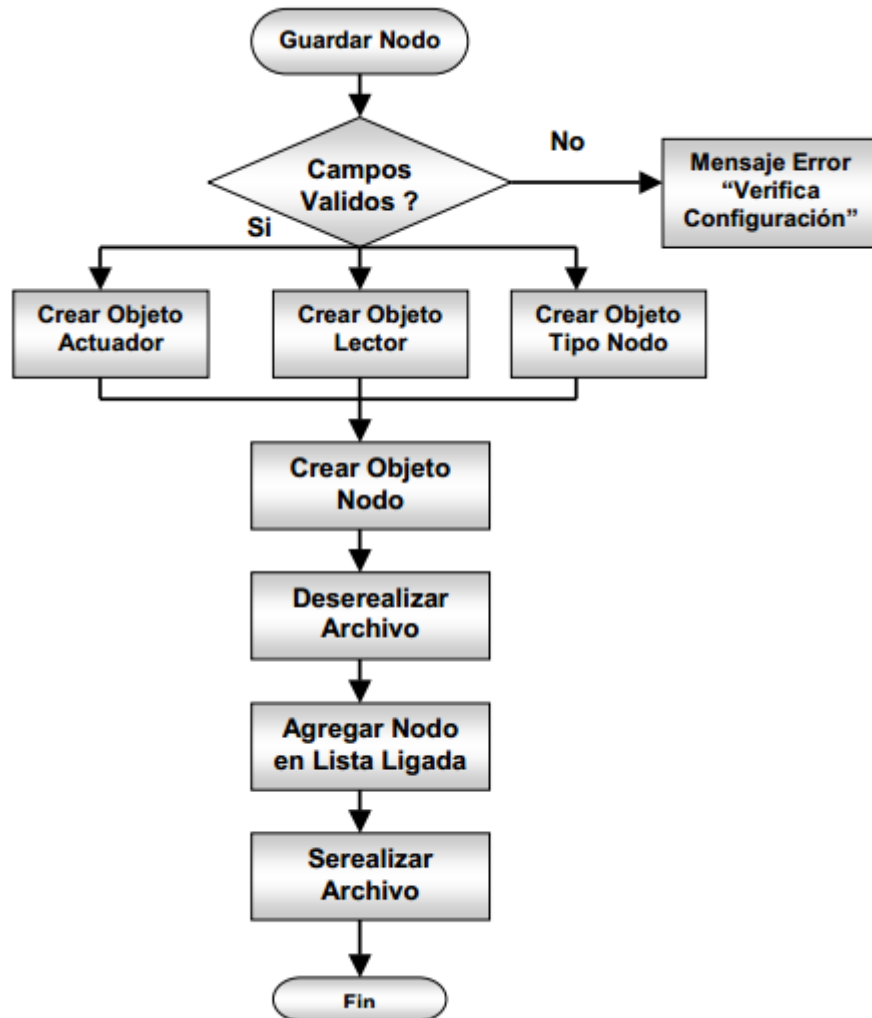 Guardar Nodo
Campos
Validos ?
No
Mensaje Error
“Verifica
Configuración”
Si
Crear Objeto
Actuador
Crear Objeto
Lector
Crear Objeto
Tipo Nodo
Crear Objeto
Nodo
Deserealizar
Archivo
Agregar Nodo
en Lista Ligada
Serealizar
Archivo
Fin